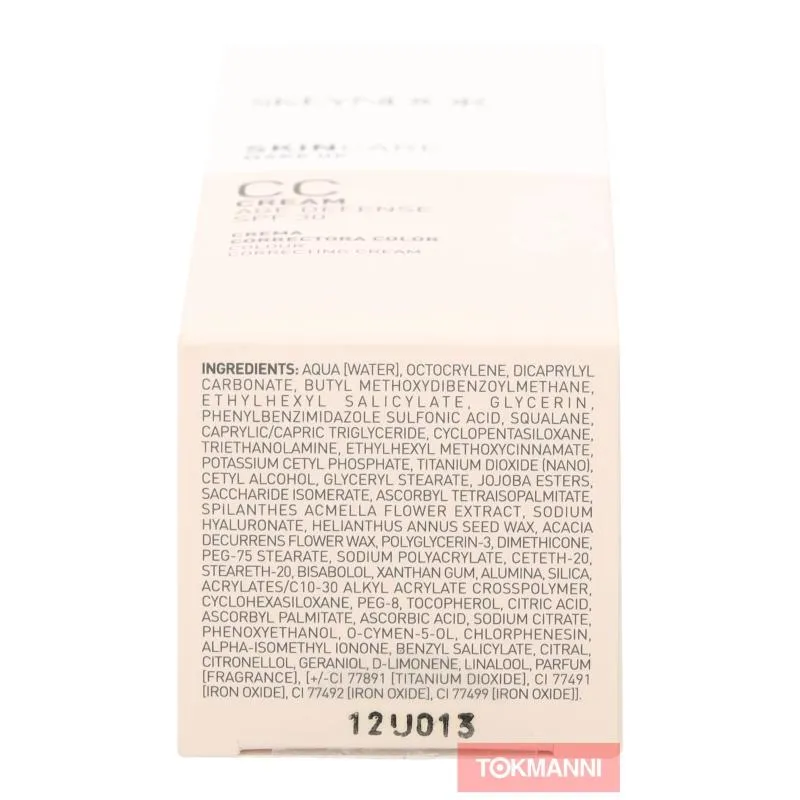 SKIN CARE
MAKE UP
CC
CREAM
AGE DEFENSE
SPF 30
CREMA
CORRECTORA COLOR
COLOUR
CORRECTING CREAM
INGREDIENTS: AQUA [WATER], OCTOCRYLENE, DICAPRYLYL
CARBONATE, BUTYL METHOXYDIBENZOYLMETHANE,
ETHYLHEXYL SALICYLATE, GLYCERIN,
PHENYLBENZIMIDAZOLE SULFONIC ACID, SQUALANE,
CAPRYLIC/CAPRIC TRIGLYCERIDE, CYCLOPENTASILOXANE,
TRIETHANOLAMINE, ETHYLHEXYL METHOXYCINNAMATE,
POTASSIUM CETYL PHOSPHATE, TITANIUM DIOXIDE (NANO),
CETYL ALCOHOL, GLYCERYL STEARATE, JOJOBA ESTERS,
SACCHARIDE ISOMERATE, ASCORBYL TETRAISOPALMITATE,
SPILANTHES ACMELLA FLOWER EXTRACT, SODIUM
HYALURONATE, HELIANTHUS ANNUS SEED WAX, ACACIA
DECURRENS FLOWER WAX, POLYGLYCERIN-3, DIMETHICONE,
PEG-75 STEARATE, SODIUM POLYACRYLATE, CETETH-20,
STEARETH-20, BISABOLOL, XANTHAN GUM, ALUMINA, SILICA,
ACRYLATES/C10-30 ALKYL ACRYLATE CROSSPOLYMER,
CYCLOHEXASILOXANE, PEG-8, TOCOPHEROL, CITRIC ACID,
ASCORBYL PALMITATE, ASCORBIC ACID, SODIUM CITRATE,
PHENOXYETHANOL, O-CYMEN-5-OL, CHLORPHENESIN,
ALPHA-ISOMETHYL IONONE, BENZYL SALICYLATE, CITRAL,
CITRONELLOL, GERANIOL, D-LIMONENE, LINALOOL, PARFUM
[FRAGRANCE], [+/-CI 77891 [TITANIUM DIOXIDE], CI 77491
[IRON OXIDE], CI 77492 [IRON OXIDE], CI 77499 [IRON OXIDE]].
12U013
TOKMANNI